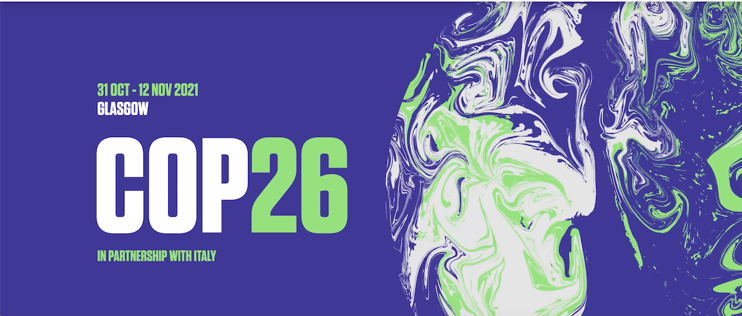 31 OCT - 12 NOV 2021
GLASGOW
COP26
IN PARTNERSHIP WITH ITALY